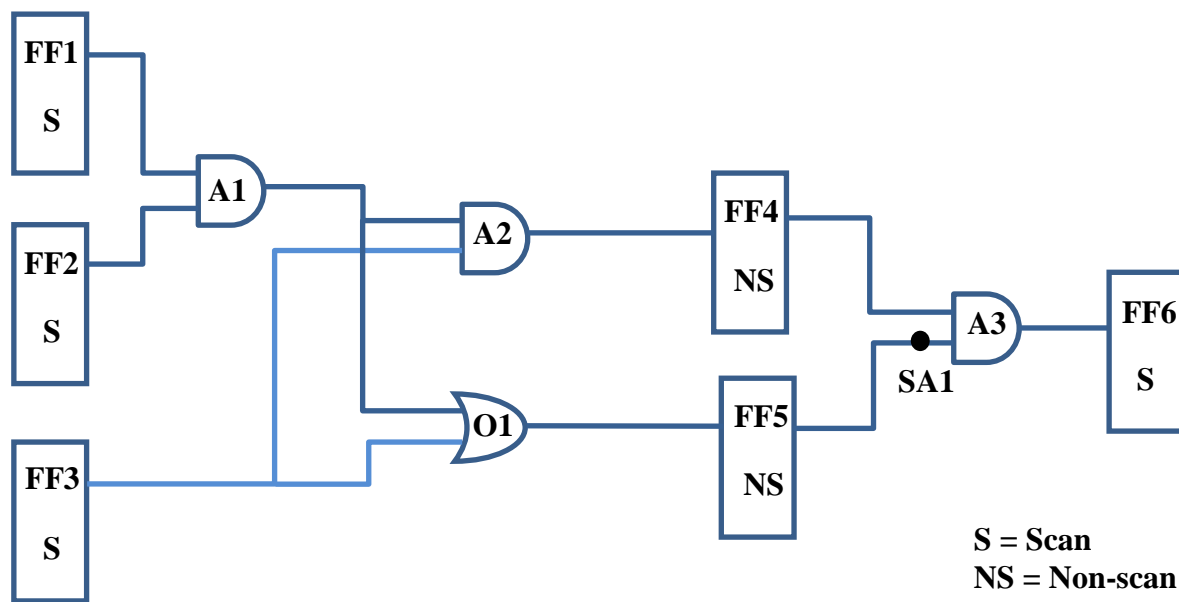 FF1
S
FF2
S
FF3
S
A1
A2
O1
FF4
NS
FF5
NS
SA1
A3
FF6
S
S = Scan
NS = Non-scan